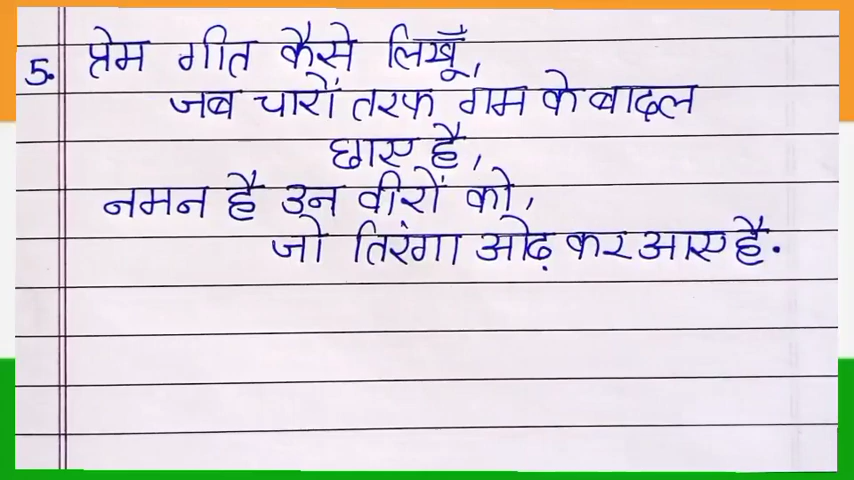 5. प्रेम गीत कैसे लिखूँ,
जब चारों तरफ गम के बादल
छाए है,
नमन है उन वीरों को,
जो तिरंगा ओढ़ कर आए है.